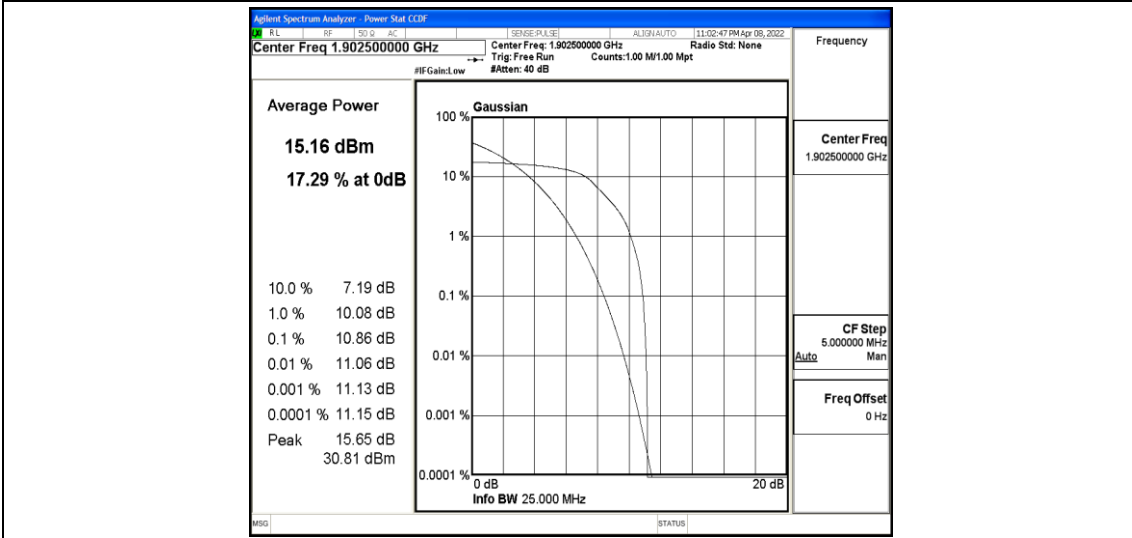 Agilent Spectrum Analyzer - Power Stat CCDF
RL RF 50 Ω AC SENSE:PULSE ALIGNAUTO 11:02:47 PM Apr 08, 2022
Center Freq 1.902500000 GHz
Center Freq: 1.902500000 GHz Radio Std: None
Trig: Free Run Counts:1.00 M/1.00 Mpt
#IFGain:Low #Atten: 40 dB
Frequency
Average Power
15.16 dBm
17.29 % at 0dB
10.0 % 7.19 dB
1.0 % 10.08 dB
0.1 % 10.86 dB
0.01 % 11.06 dB
0.001 % 11.13 dB
0.0001 % 11.15 dB
Peak 15.65 dB
30.81 dBm
Gaussian
100 %
10 %
1 %
0.1 %
0.01 %
0.001 %
0.0001 %
0 dB 20 dB
Info BW 25.000 MHz
Center Freq
1.902500000 GHz
CF Step
5.000000 MHz
Auto Man
Freq Offset
0 Hz
MSG STATUS